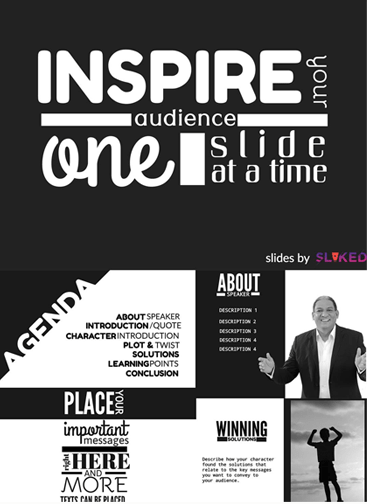 INSPIRE your
audience
one slide
at a time
slides by SLIKED
AGENDA
ABOUT SPEAKER
INTRODUCTION/QUOTE
CHARACTER INTRODUCTION
PLOT & TWIST
SOLUTIONS
LEARNING POINTS
CONCLUSION
ABOUT
SPEAKER
DESCRIPTION 1
DESCRIPTION 2
DESCRIPTION 3
DESCRIPTION 4
DESCRIPTION 4
PLACE YOUR
important
messages
right HERE
AND
MORE
TEXTS CAN BE PLACED
WINNING
SOLUTIONS
Describe how your character
found the solutions that
relate to the key messages
you want to convey to
your audience.